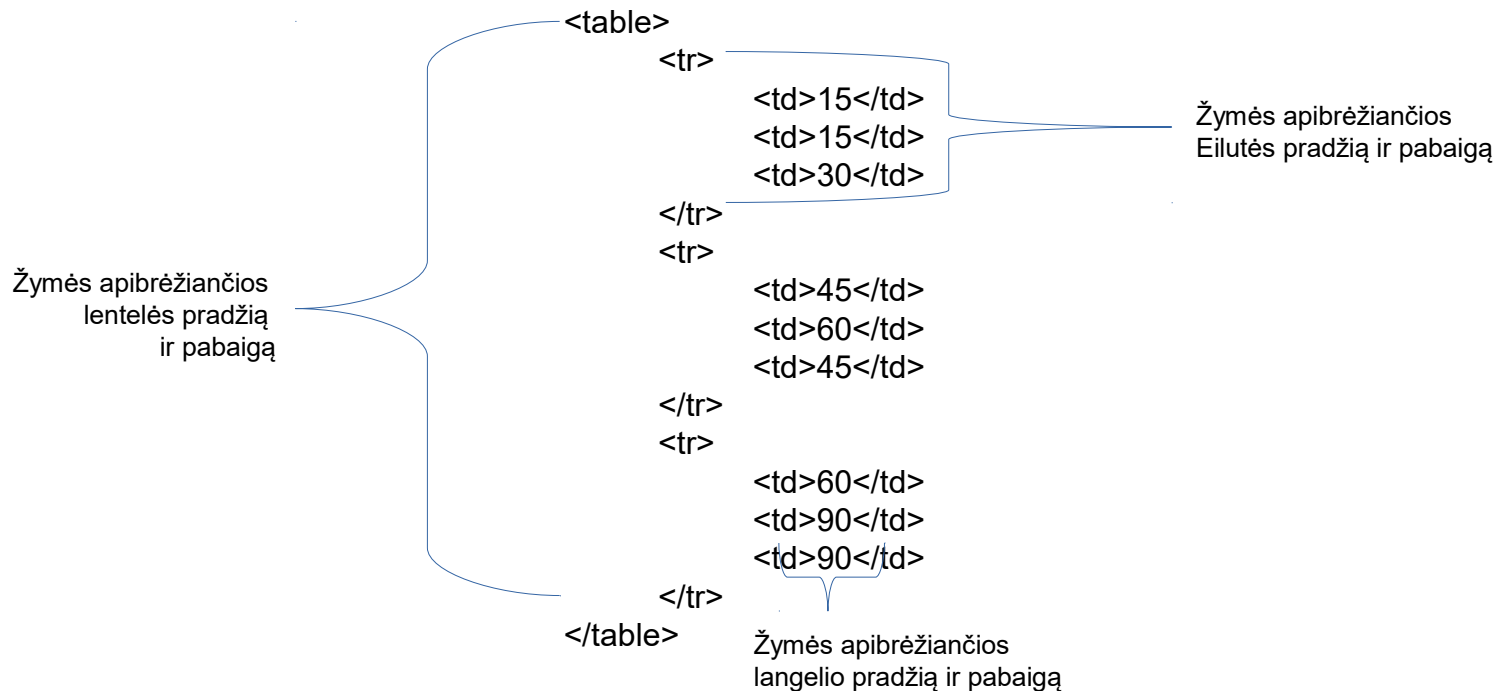 <table>
<tr>
<td>15</td>
<td>15</td>
<td>30</td>
</tr>
<tr>
<td>45</td>
<td>60</td>
<td>45</td>
</tr>
<tr>
<td>60</td>
<td>90</td>
<td>90</td>
</tr>
</table>
Žymės apibrėžiančios
Eilutės pradžią ir pabaigą
Žymės apibrėžiančios
lentelės pradžią
ir pabaigą
Žymės apibrėžiančios
langelio pradžią ir pabaigą